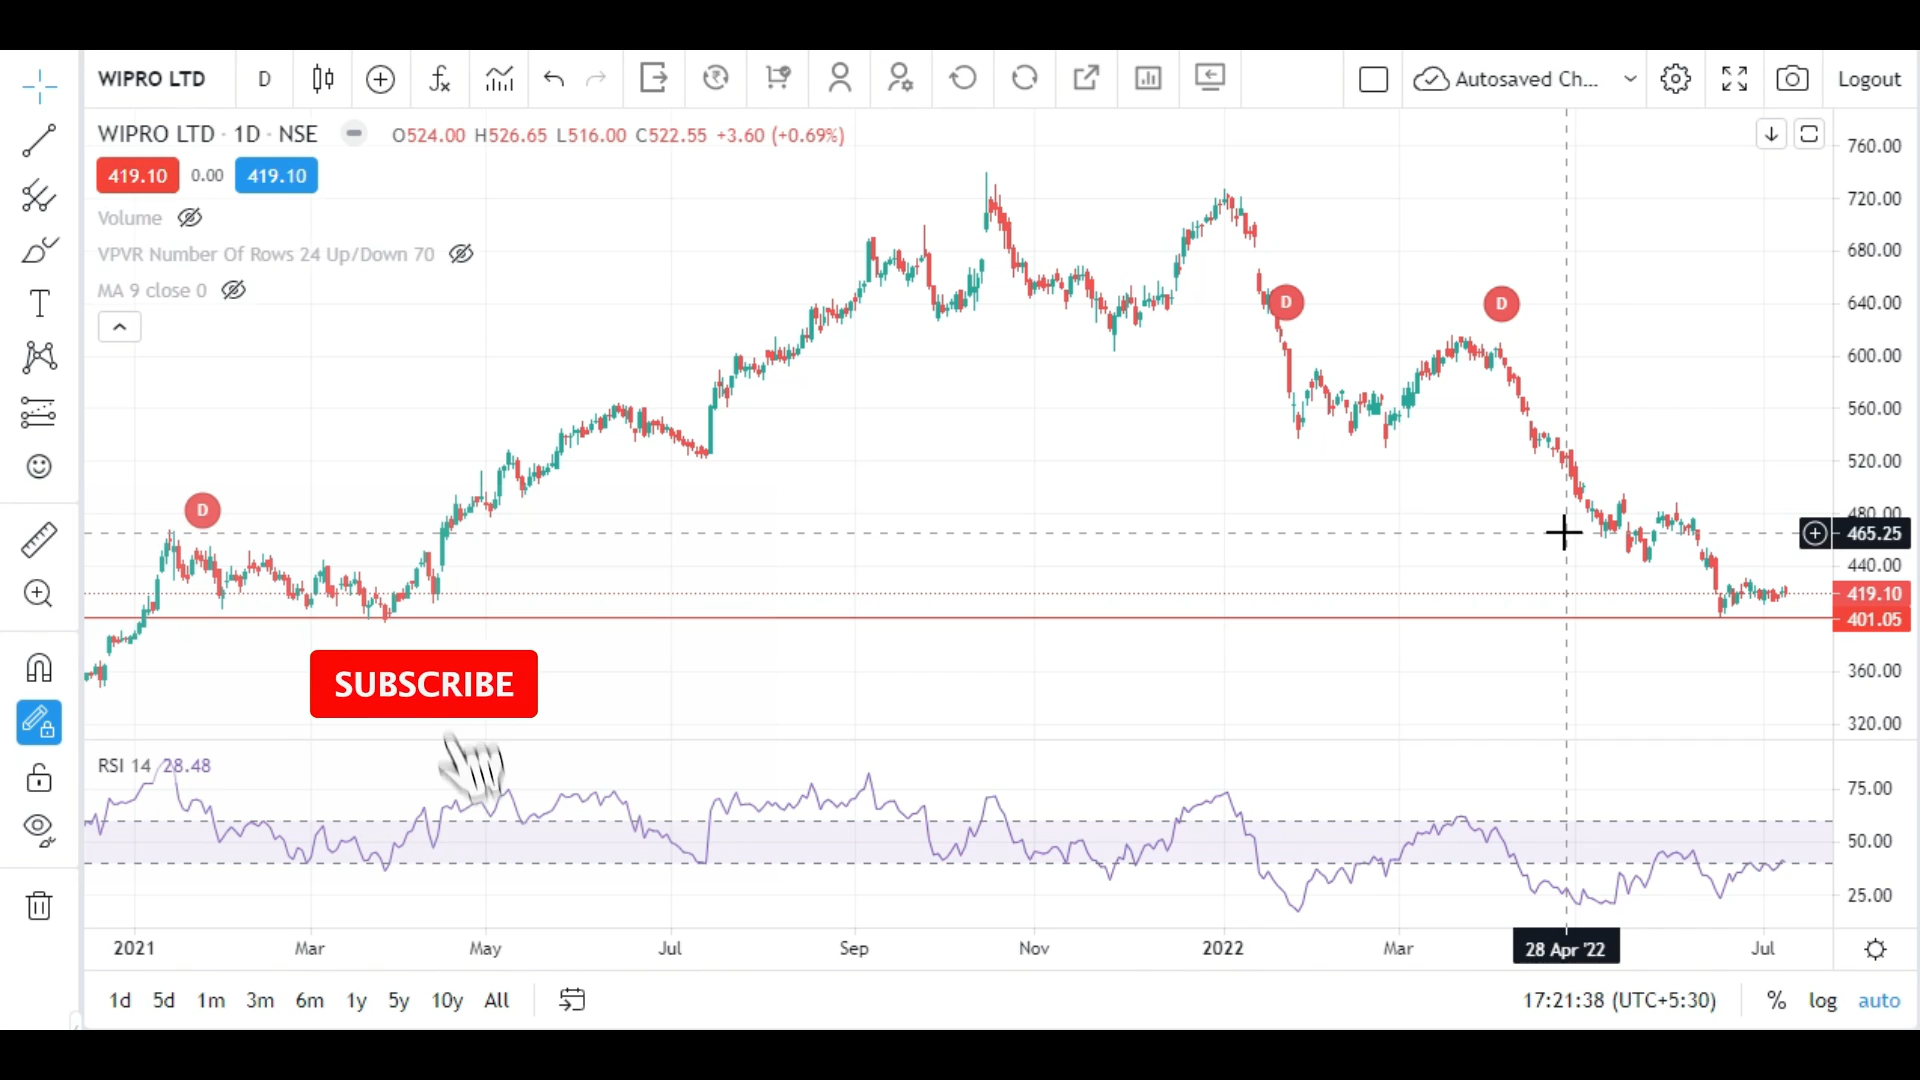 WIPRO LTD D Autosaved Ch... Logout
WIPRO LTD · 1D · NSE O524.00 H526.65 L516.00 C522.55 +3.60 (+0.69%)
419.10 0.00 419.10
Volume
VPVR Number Of Rows 24 Up/Down 70
MA 9 close 0
760.00
720.00
680.00
640.00
D D
600.00
560.00
520.00
D
480.00
465.25
440.00
419.10
401.05
360.00
SUBSCRIBE
320.00
RSI 14 28.48
75.00
50.00
25.00
2021 Mar May Jul Sep Nov 2022 Mar 28 Apr '22 Jul
1d 5d 1m 3m 6m 1y 5y 10y All 17:21:38 (UTC+5:30) % log auto